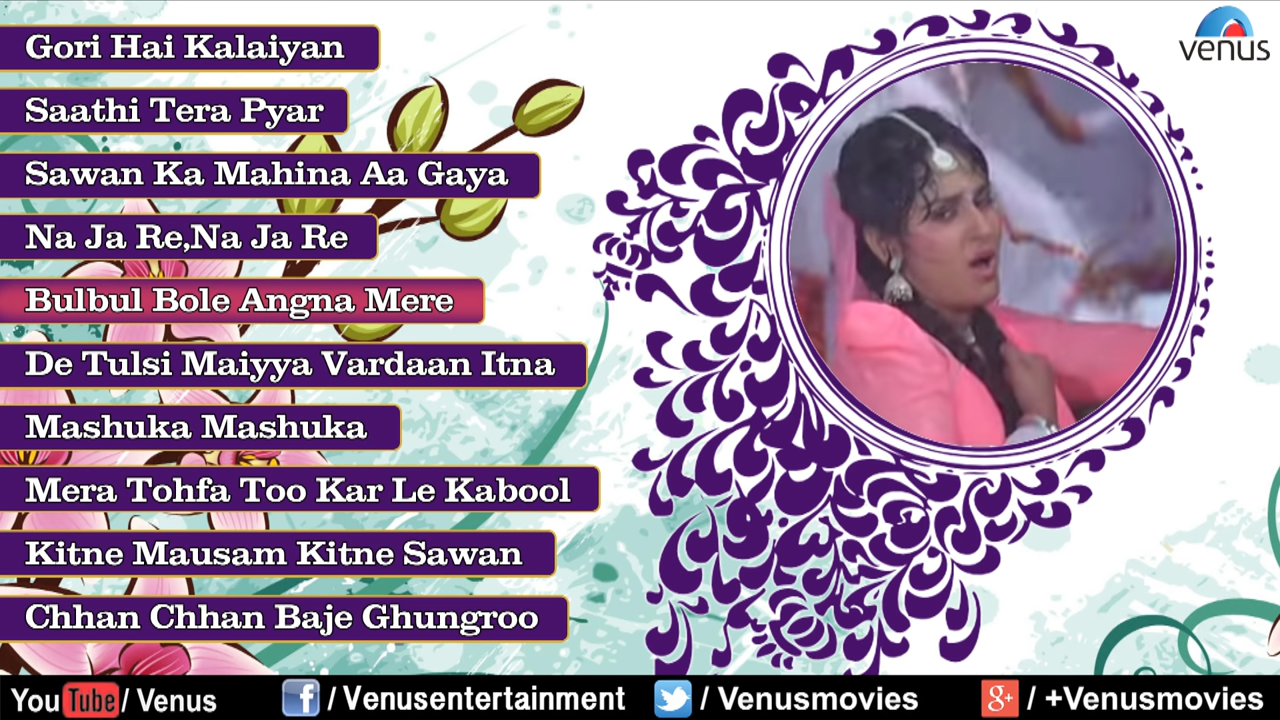 Gori Hai Kalaiyan
Saathi Tera Pyar
Sawan Ka Mahina Aa Gaya
Na Ja Re,Na Ja Re
Bulbul Bole Angna Mere
De Tulsi Maiyya Vardaan Itna
Mashuka Mashuka
Mera Tohfa Too Kar Le Kabool
Kitne Mausam Kitne Sawan
Chhan Chhan Baje Ghungroo
venus
You Tube / Venus f / Venusentertainment / Venusmovies g+ / +Venusmovies